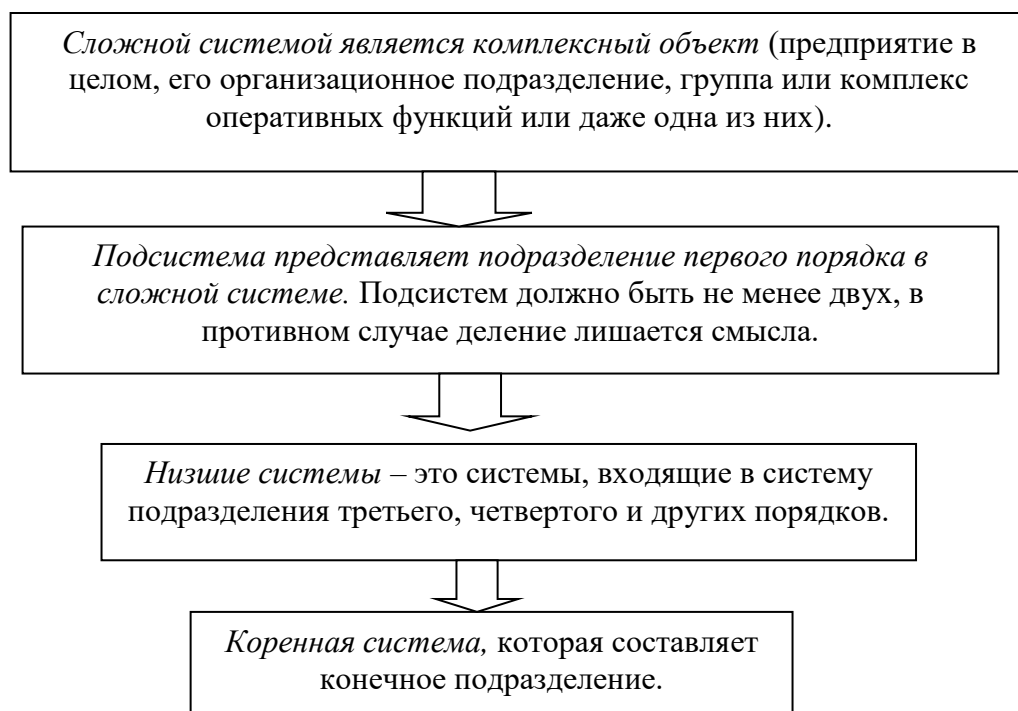 Сложной системой является комплексный объект (предприятие в
целом, его организационное подразделение, группа или комплекс
оперативных функций или даже одна из них).
Подсистема представляет подразделение первого порядка в
сложной системе. Подсистем должно быть не менее двух, в
противном случае деление лишается смысла.
Низшие системы – это системы, входящие в систему
подразделения третьего, четвертого и других порядков.
Коренная система, которая составляет
конечное подразделение.